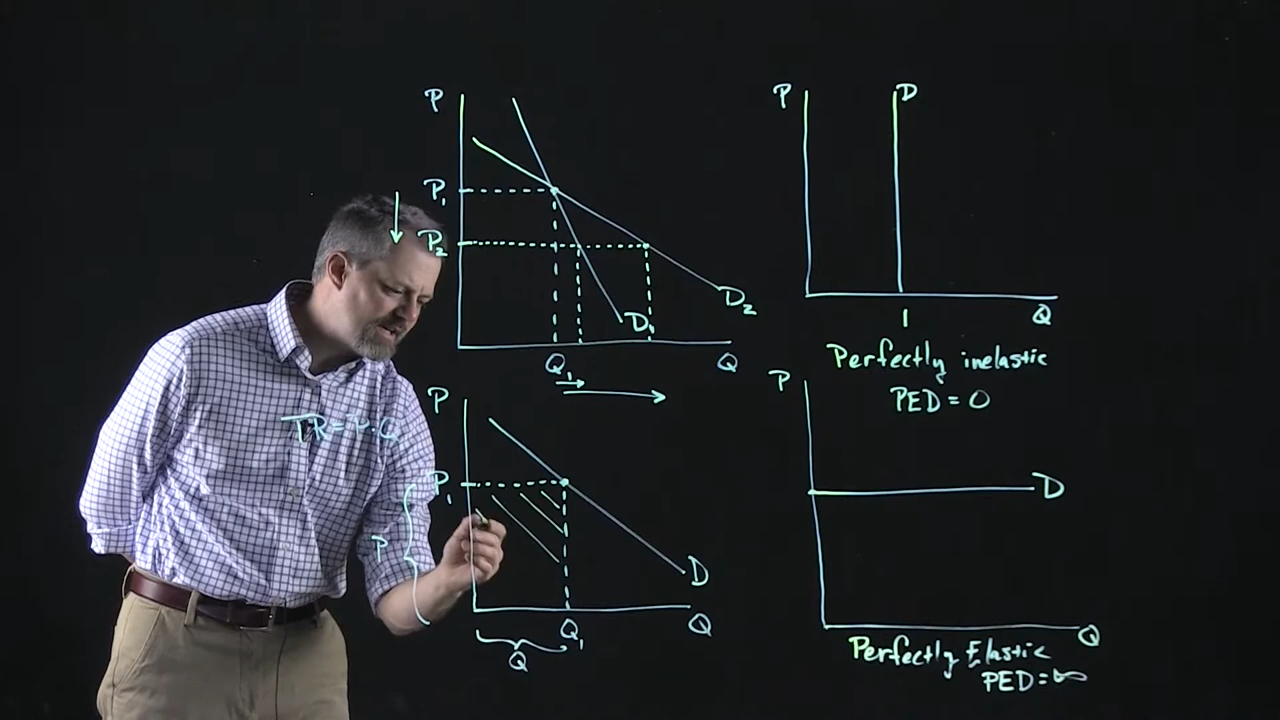 P
P₁
P₂
D₁
D₂
Q₁
Q
P
D
1
Q
Perfectly inelastic
PED = 0
P
TR = P·Q
P₁
P
D
Q₁
Q
Q
P
D
Q
Perfectly Elastic
PED = ∞